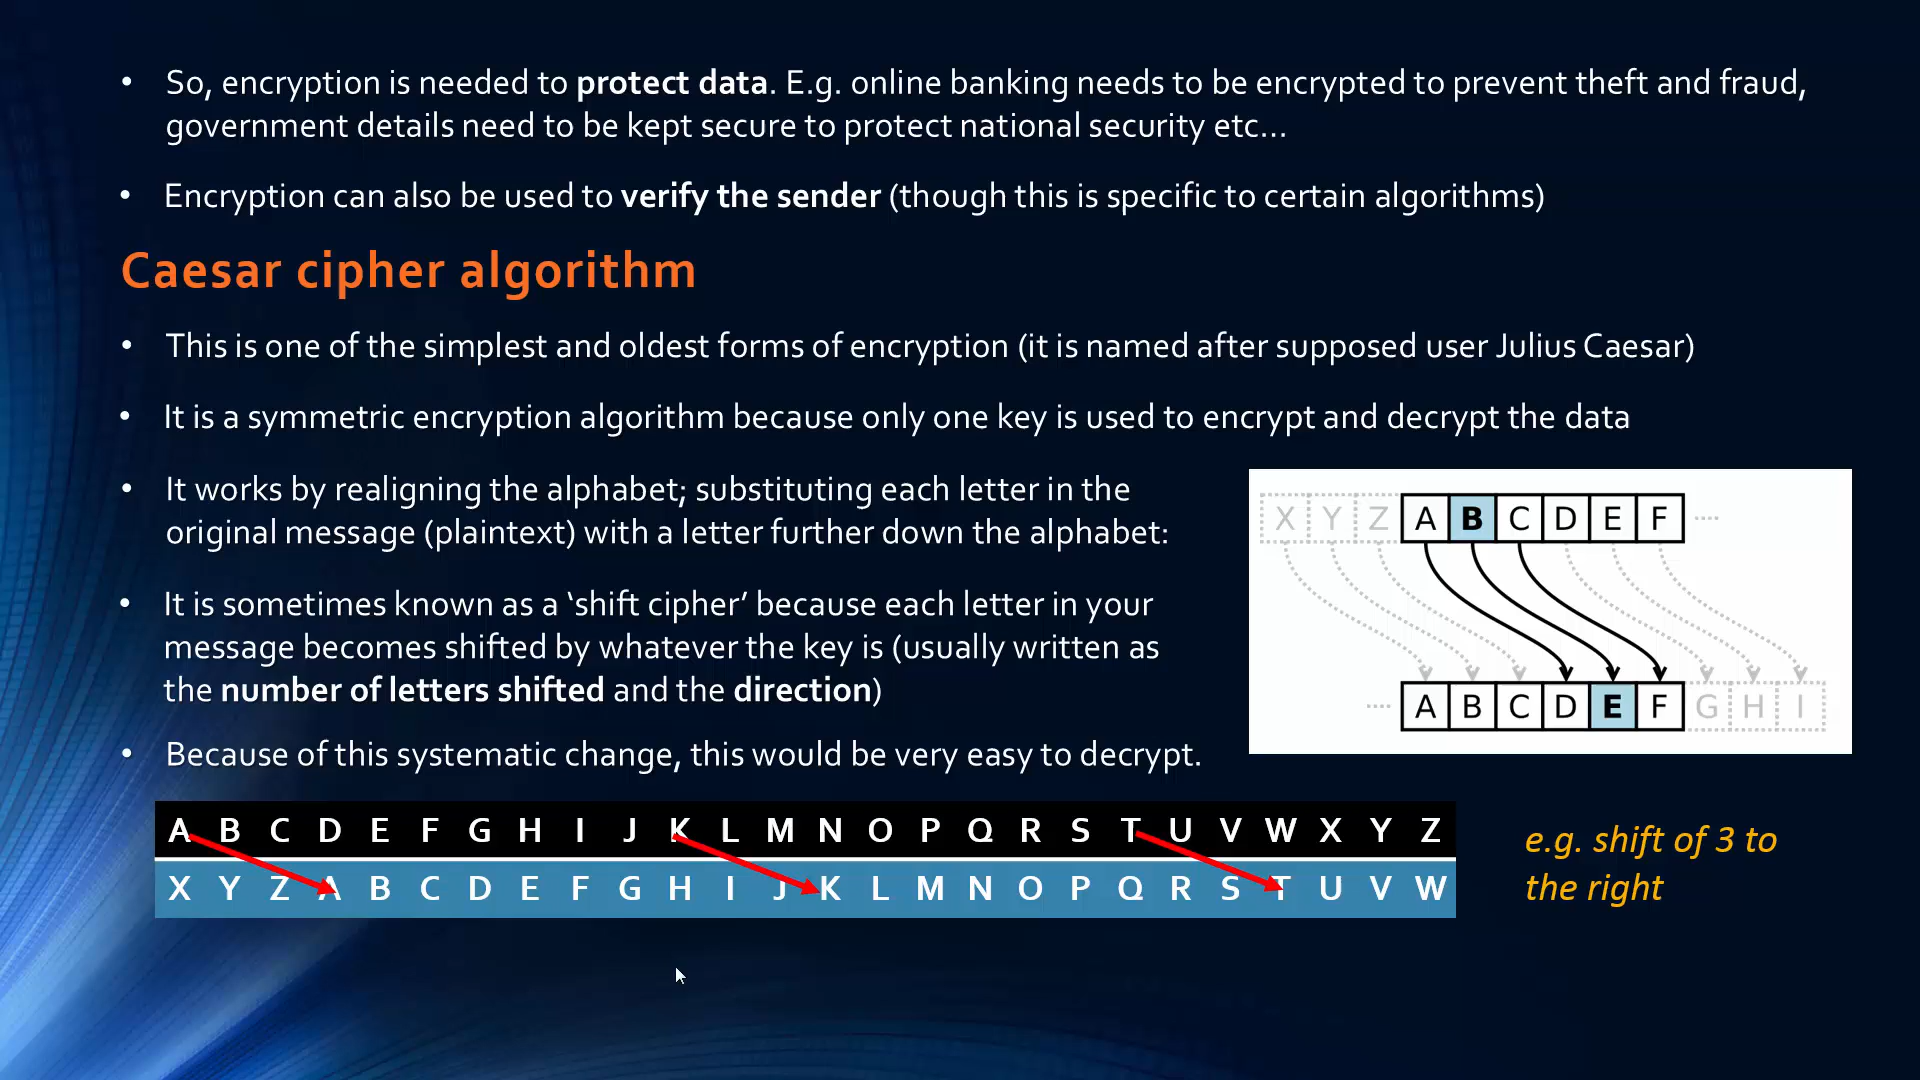 • So, encryption is needed to protect data. E.g. online banking needs to be encrypted to prevent theft and fraud,
government details need to be kept secure to protect national security etc...
• Encryption can also be used to verify the sender (though this is specific to certain algorithms)
Caesar cipher algorithm
• This is one of the simplest and oldest forms of encryption (it is named after supposed user Julius Caesar)
• It is a symmetric encryption algorithm because only one key is used to encrypt and decrypt the data
• It works by realigning the alphabet; substituting each letter in the
original message (plaintext) with a letter further down the alphabet:
• It is sometimes known as a ‘shift cipher’ because each letter in your
message becomes shifted by whatever the key is (usually written as
the number of letters shifted and the direction)
• Because of this systematic change, this would be very easy to decrypt.
X Y Z A B C D E F
A B C D E F G H I
A B C D E F G H I J K L M N O P Q R S T U V W X Y Z
X Y Z A B C D E F G H I J K L M N O P Q R S T U V W
e.g. shift of 3 to
the right